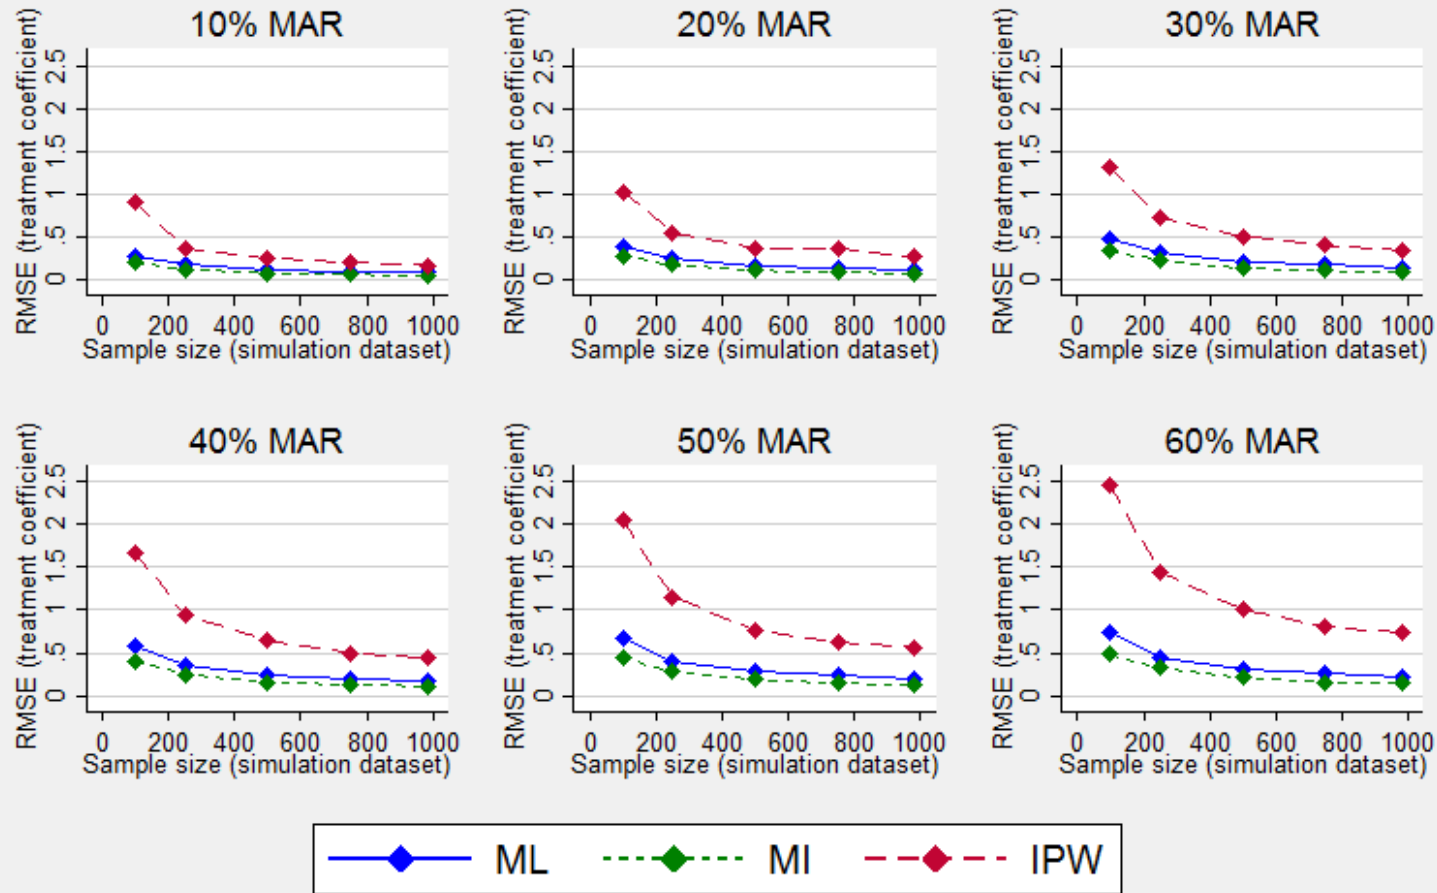 10% MAR
RMSE (treatment coefficient)
2.5
2
1.5
1
.5
0
0 200 400 600 800 1000
Sample size (simulation dataset)
20% MAR
RMSE (treatment coefficient)
2.5
2
1.5
1
.5
0
0 200 400 600 800 1000
Sample size (simulation dataset)
30% MAR
RMSE (treatment coefficient)
2.5
2
1.5
1
.5
0
0 200 400 600 800 1000
Sample size (simulation dataset)
40% MAR
RMSE (treatment coefficient)
2.5
2
1.5
1
.5
0
0 200 400 600 800 1000
Sample size (simulation dataset)
50% MAR
RMSE (treatment coefficient)
2.5
2
1.5
1
.5
0
0 200 400 600 800 1000
Sample size (simulation dataset)
60% MAR
RMSE (treatment coefficient)
2.5
2
1.5
1
.5
0
0 200 400 600 800 1000
Sample size (simulation dataset)
ML MI IPW